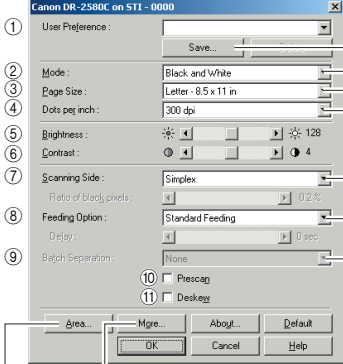 Canon DR-2580C on STI - 0000
① User Preference :
Save... Delete
② Mode : Black and White
③ Page Size : Letter - 8.5 x 11 in
④ Dots per inch : 300 dpi
⑤ Brightness : 128
⑥ Contrast : 4
⑦ Scanning Side : Simplex
Ratio of black pixels : 0.2 %
⑧ Feeding Option : Standard Feeding
Delay : 0 sec
⑨ Batch Separation : None
⑩ Prescan
⑪ Deskew
Area... More... About... Default
OK Cancel Help